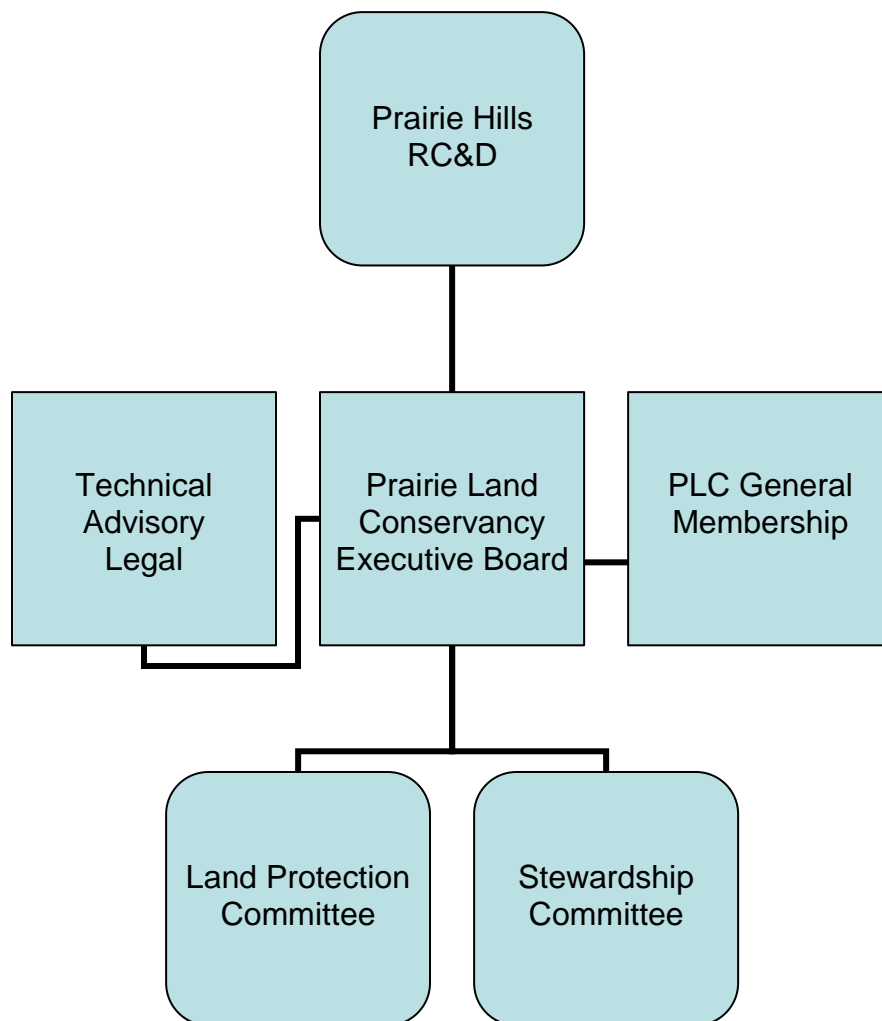 Prairie Hills
RC&D
Technical
Advisory
Legal
Prairie Land
Conservancy
Executive Board
PLC General
Membership
Land Protection
Committee
Stewardship
Committee